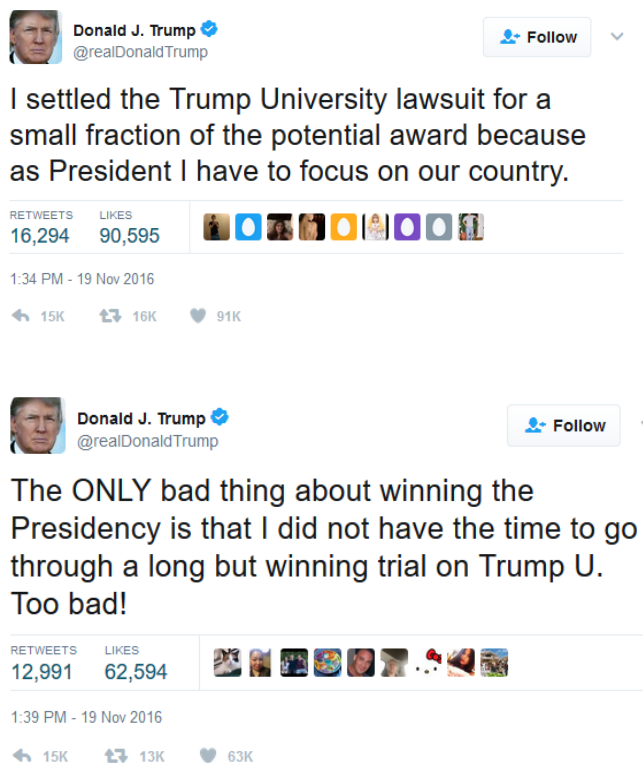 Donald J. Trump
Follow
@realDonaldTrump
I settled the Trump University lawsuit for a
small fraction of the potential award because
as President I have to focus on our country.
RETWEETS LIKES
16,294 90,595
1:34 PM - 19 Nov 2016
15K 16K 91K
Donald J. Trump
Follow
@realDonaldTrump
The ONLY bad thing about winning the
Presidency is that I did not have the time to go
through a long but winning trial on Trump U.
Too bad!
RETWEETS LIKES
12,991 62,594
1:39 PM - 19 Nov 2016
15K 13K 63K